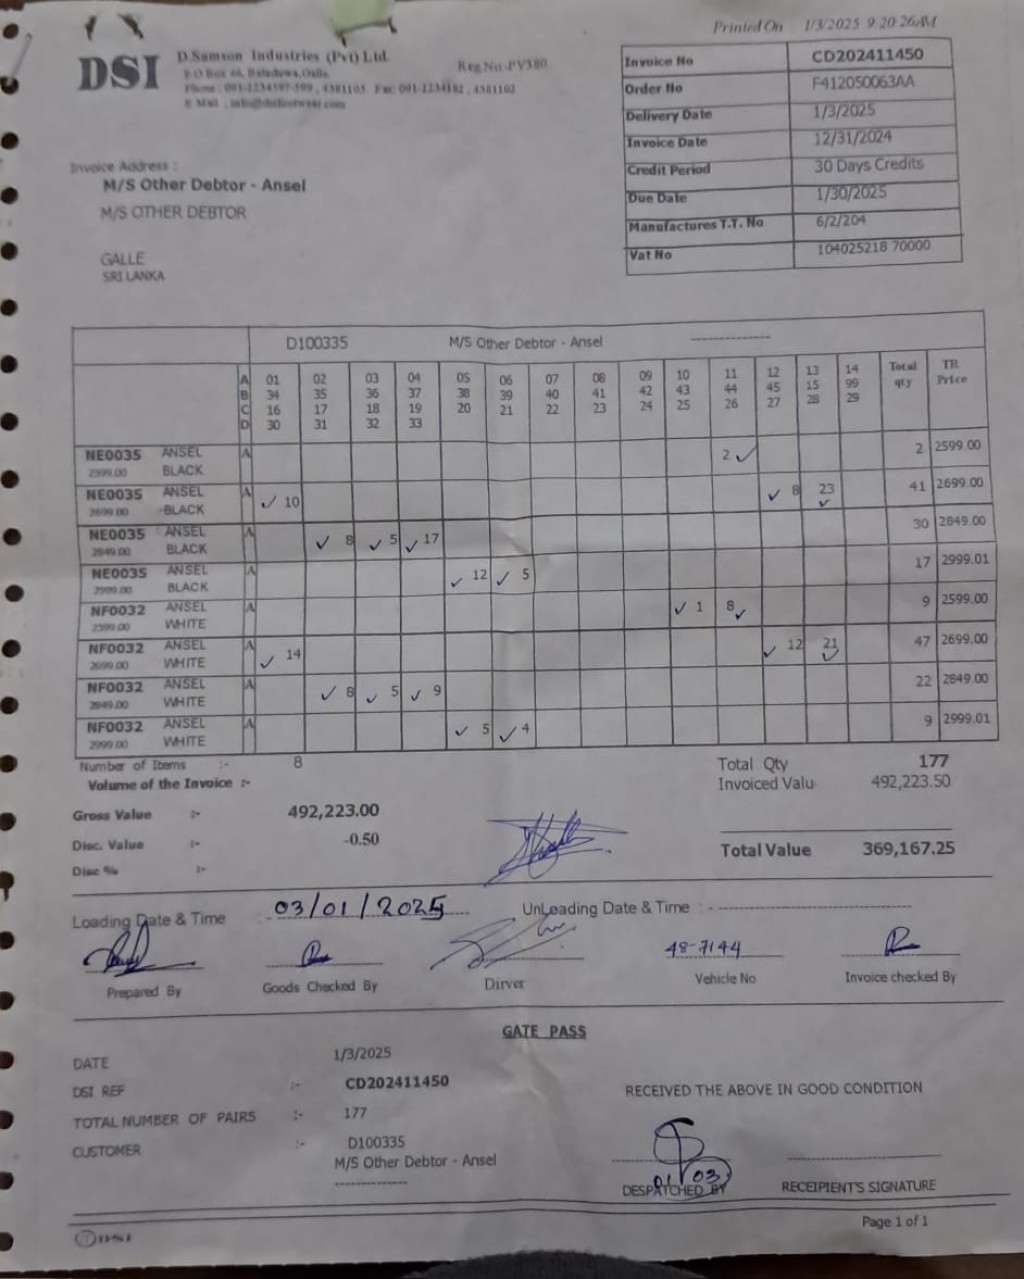 Printed On 1/3/2025 9:20:26AM
DSI
D.Samson Industries (Pvt) Ltd.
Reg.No.-PV380
P.O Box 46, Baladuwa, Galle.
E Mail : info@dsifootwear.com
Invoice No CD202411450
Order No F412050063AA
Delivery Date 1/3/2025
Invoice Date 12/31/2024
Credit Period 30 Days Credits
Due Date 1/30/2025
Manufactures T.T. No 6/2/204
Vat No 104025218 70000
Invoice Address :
M/S Other Debtor - Ansel
M/S OTHER DEBTOR
GALLE
SRI LANKA
D100335 M/S Other Debtor - Ansel --------------
A 01 02 03 04 05 06 07 08 09 10 11 12 13 14 Total TR
B 34 35 36 37 38 39 40 41 42 43 44 45 15 99 qty Price
C 16 17 18 19 20 21 22 23 24 25 26 27 28 29
D 30 31 32 33
NE0035 ANSEL A 2 ✓ 2 2599.00
2599.00 BLACK
NE0035 ANSEL A ✓ 10 ✓ 8 23 ✓ 41 2699.00
2699.00 BLACK
NE0035 ANSEL A ✓ 8 ✓ 5 ✓ 17 30 2849.00
2849.00 BLACK
NE0035 ANSEL A ✓ 12 ✓ 5 17 2999.01
2999.00 BLACK
NF0032 ANSEL A ✓ 1 8 ✓ 9 2599.00
2599.00 WHITE
NF0032 ANSEL A ✓ 14 ✓ 12 21 ✓ 47 2699.00
2699.00 WHITE
NF0032 ANSEL A ✓ 8 ✓ 5 ✓ 9 22 2849.00
2849.00 WHITE
NF0032 ANSEL A ✓ 5 ✓ 4 9 2999.01
2999.00 WHITE
Number of Items :- 8
Total Qty 177
Volume of the Invoice :-
Invoiced Valu 492,223.50
Gross Value :- 492,223.00
Disc. Value :- -0.50
Total Value 369,167.25
Disc % :-
Loading Date & Time :- 03/01/2025
UnLoading Date & Time : - ------------------
48-7144
Prepared By
Goods Checked By
Dirver
Vehicle No
Invoice checked By
GATE PASS
DATE 1/3/2025
DSI REF :- CD202411450
RECEIVED THE ABOVE IN GOOD CONDITION
TOTAL NUMBER OF PAIRS :- 177
CUSTOMER :- D100335
M/S Other Debtor - Ansel
--------------
01/03
DESPATCHED BY
RECEIPIENT'S SIGNATURE
Page 1 of 1
DSI